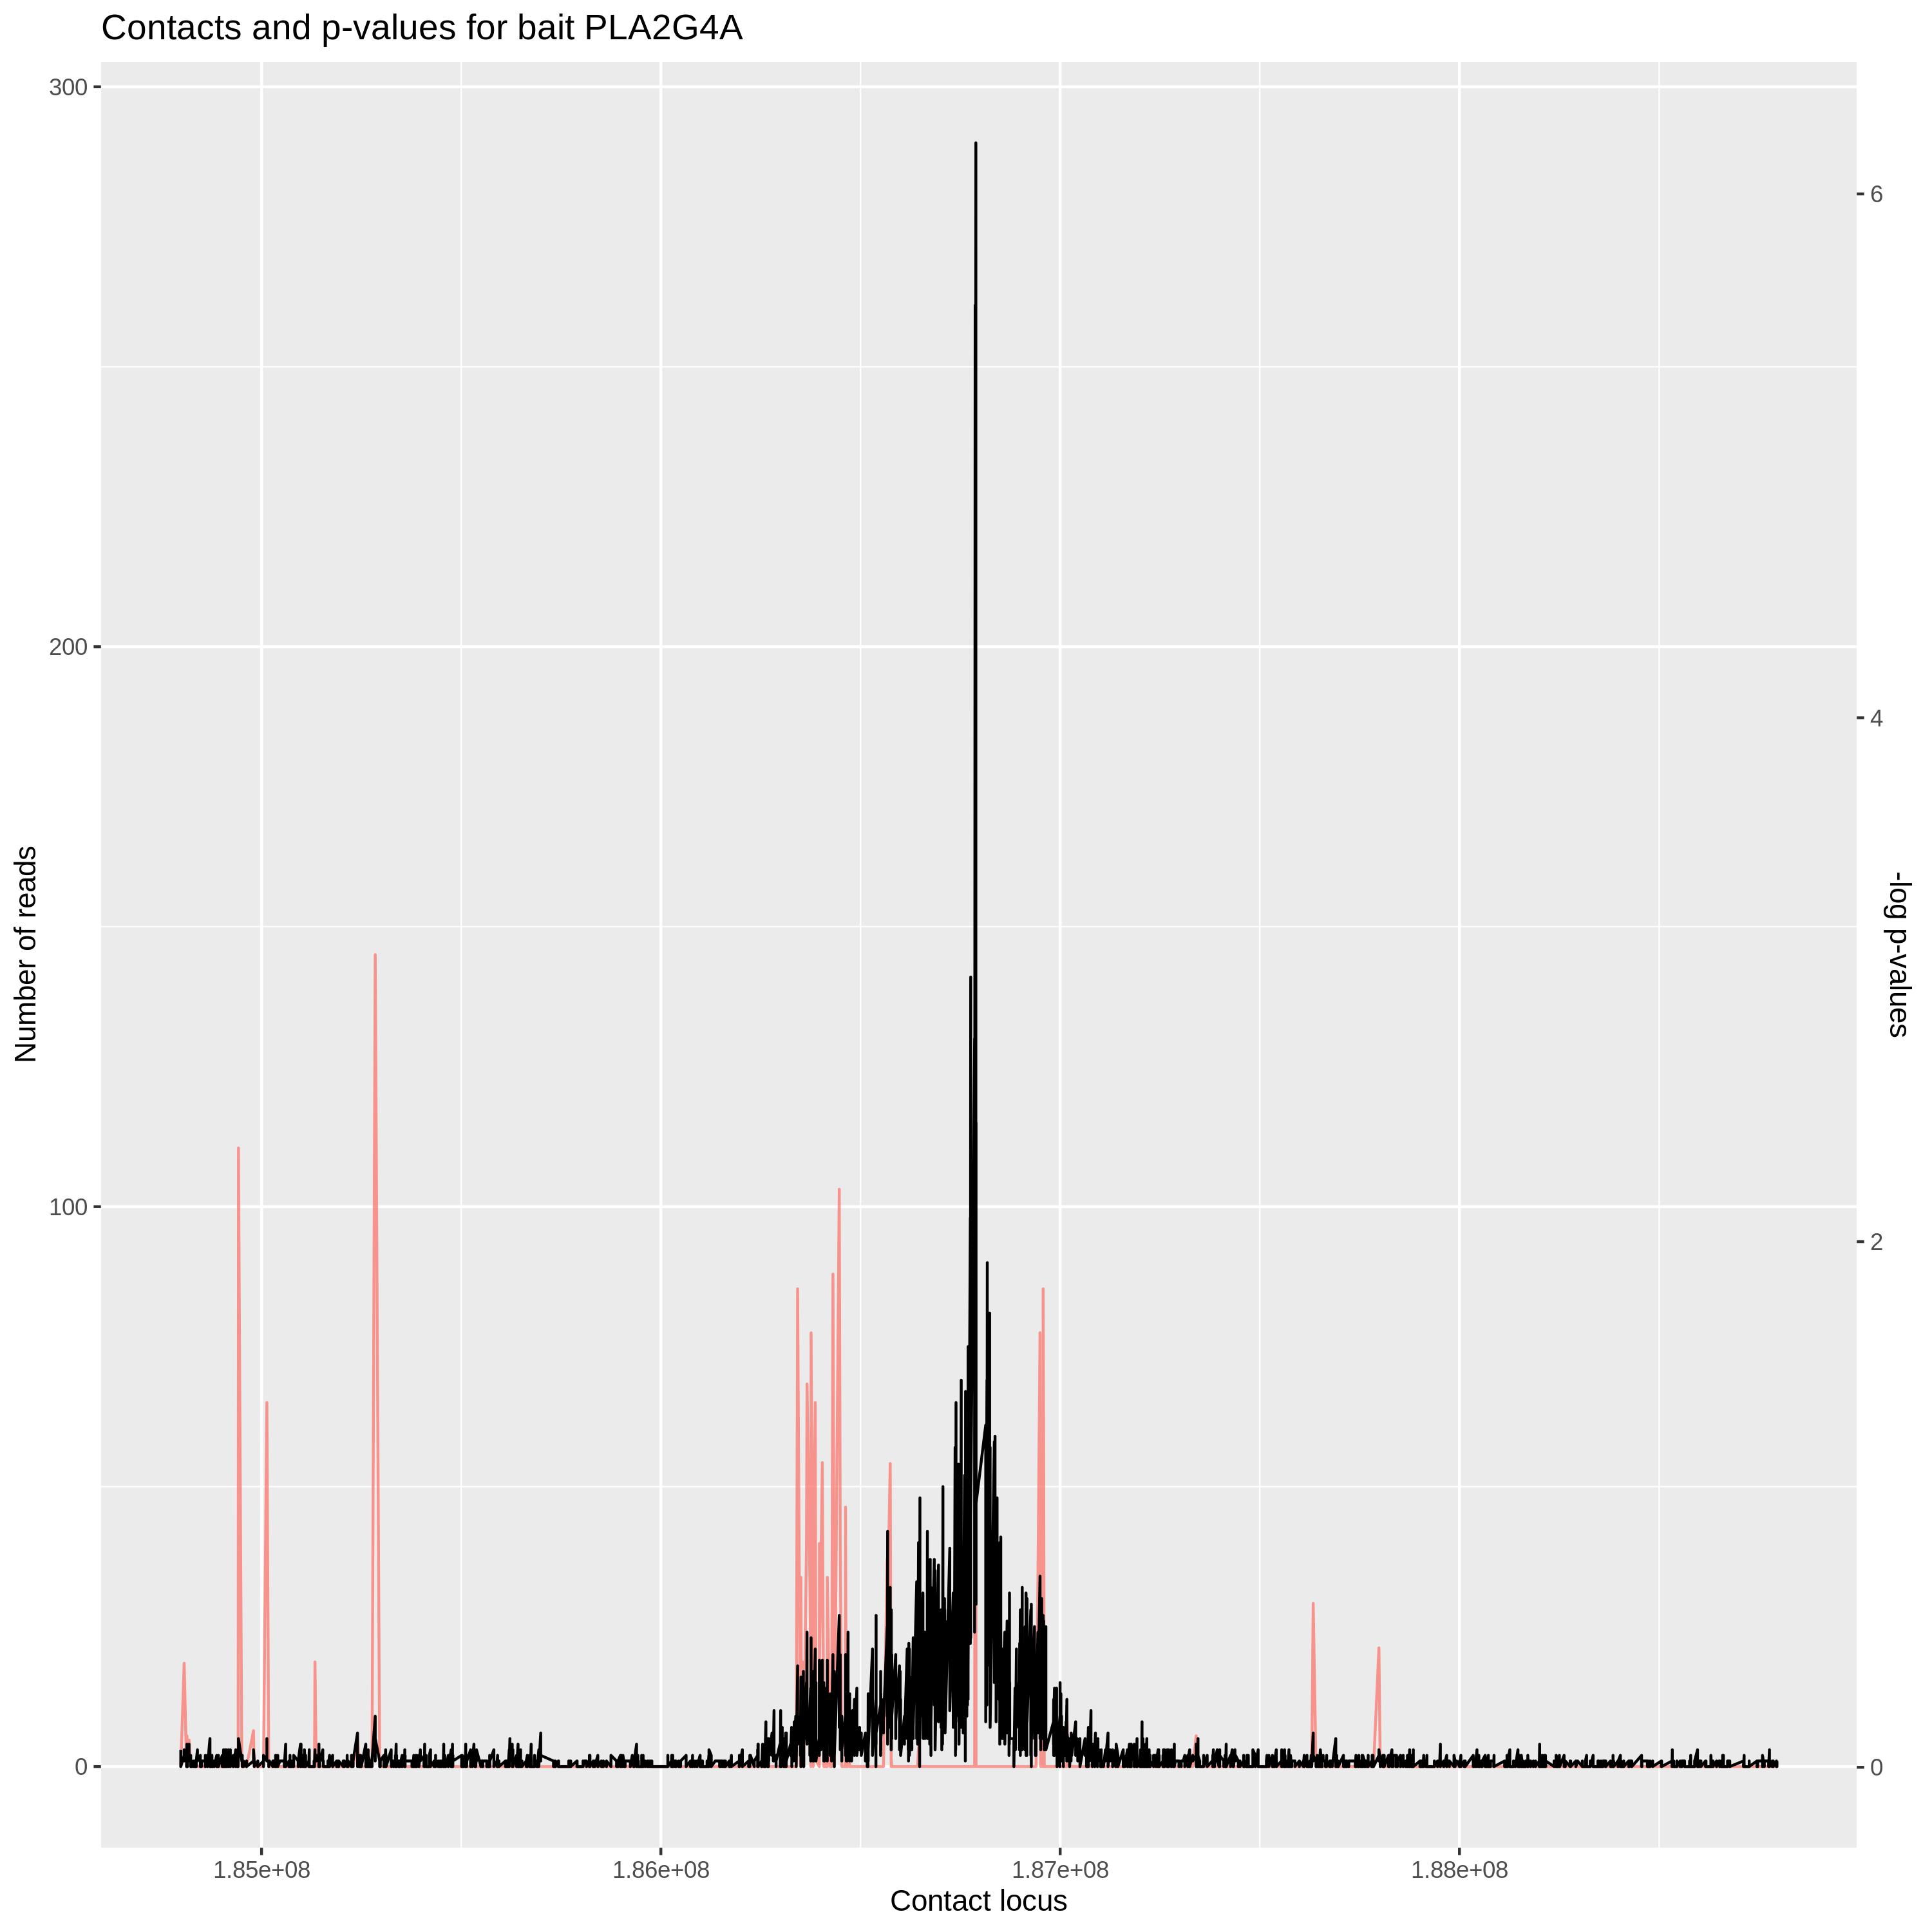 Contacts and p-values for bait PLA2G4A
300
200
100
0
Number of reads
6
4
2
0
-log p-values
1.85e+08
1.86e+08
1.87e+08
1.88e+08
Contact locus